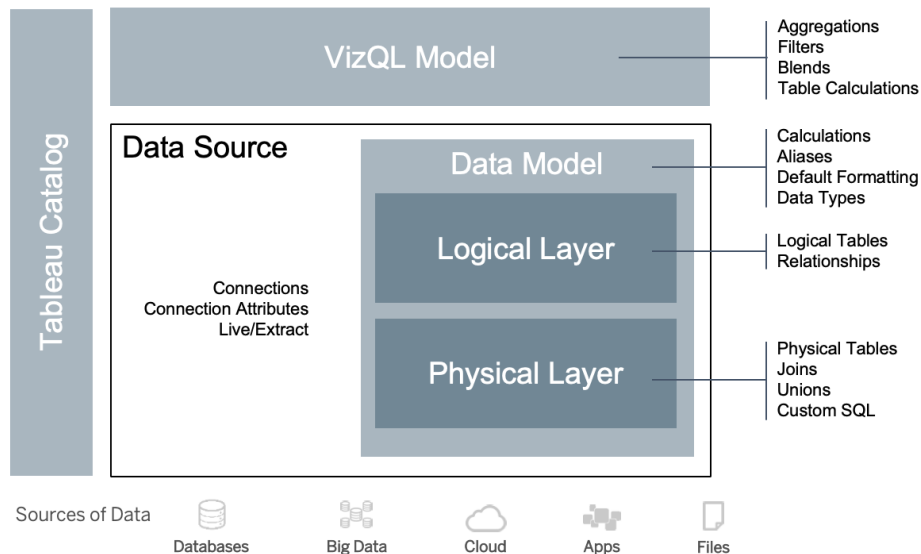 Tableau Catalog
VizQL Model
Aggregations
Filters
Blends
Table Calculations
Data Source
Connections
Connection Attributes
Live/Extract
Data Model
Calculations
Aliases
Default Formatting
Data Types
Logical Layer
Logical Tables
Relationships
Physical Layer
Physical Tables
Joins
Unions
Custom SQL
Sources of Data
Databases
Big Data
Cloud
Apps
Files